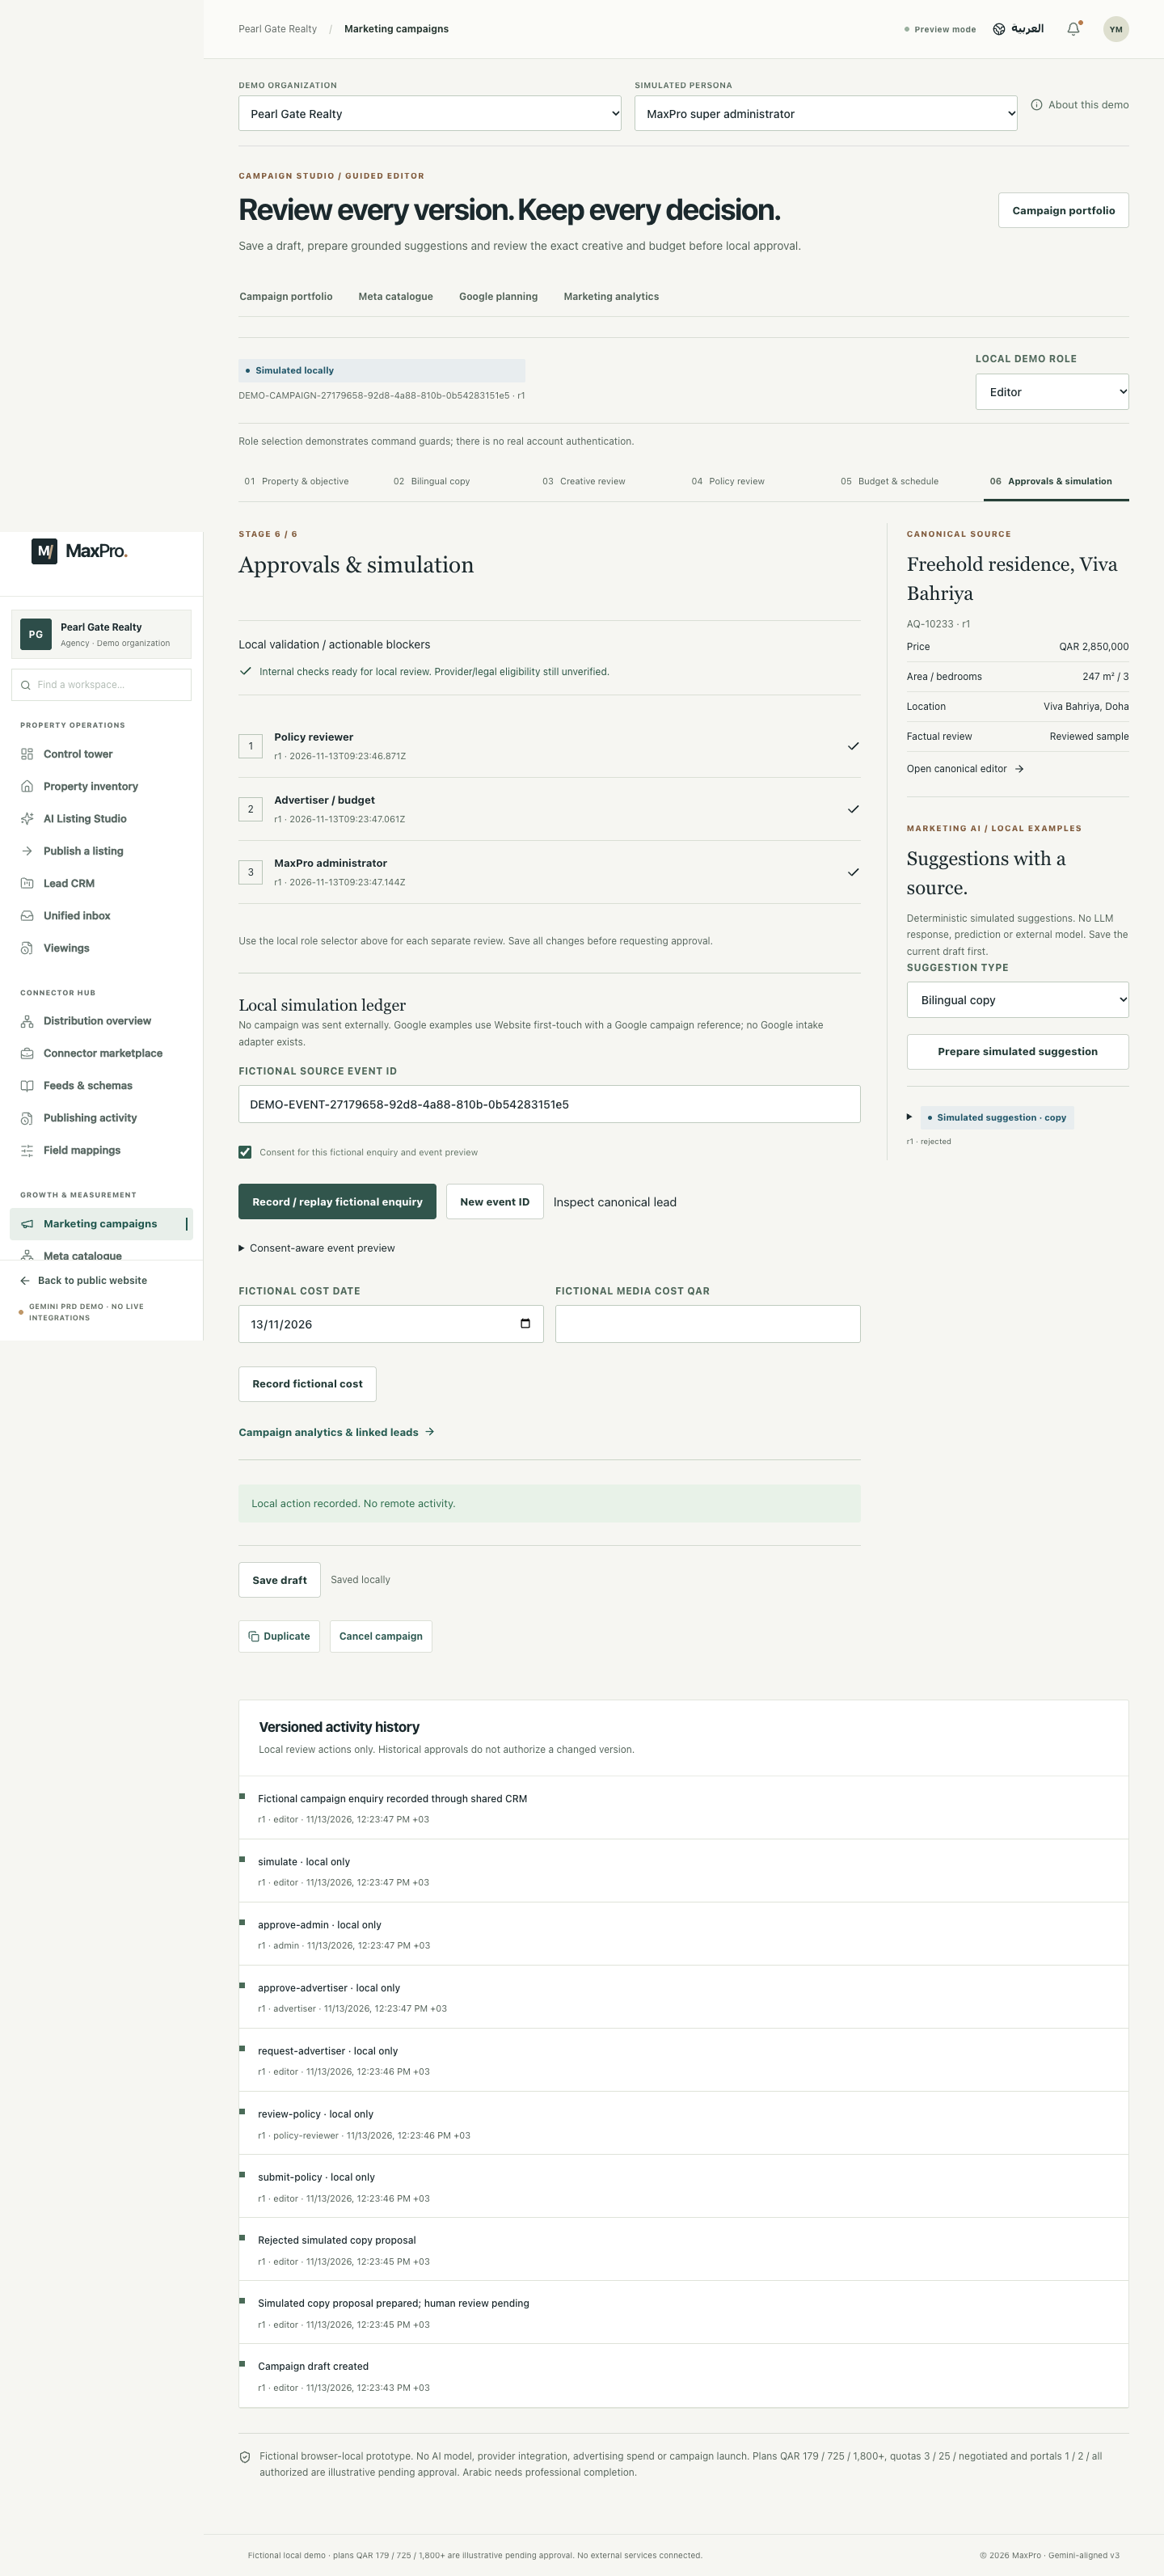 Pearl Gate Realty / Marketing campaigns
Preview mode
العربية
YM
DEMO ORGANIZATION
Pearl Gate Realty
SIMULATED PERSONA
MaxPro super administrator
About this demo
CAMPAIGN STUDIO / GUIDED EDITOR
Review every version. Keep every decision.
Save a draft, prepare grounded suggestions and review the exact creative and budget before local approval.
Campaign portfolio
Campaign portfolio
Meta catalogue
Google planning
Marketing analytics
Simulated locally
DEMO-CAMPAIGN-27179658-92d8-4a88-810b-0b54283151e5 · r1
LOCAL DEMO ROLE
Editor
Role selection demonstrates command guards; there is no real account authentication.
01 Property & objective
02 Bilingual copy
03 Creative review
04 Policy review
05 Budget & schedule
06 Approvals & simulation
M/ MaxPro.
PG
Pearl Gate Realty
Agency · Demo organization
Find a workspace...
PROPERTY OPERATIONS
Control tower
Property inventory
AI Listing Studio
Publish a listing
Lead CRM
Unified inbox
Viewings
CONNECTOR HUB
Distribution overview
Connector marketplace
Feeds & schemas
Publishing activity
Field mappings
GROWTH & MEASUREMENT
Marketing campaigns
Meta catalogue
Back to public website
GEMINI PRD DEMO · NO LIVE
INTEGRATIONS
STAGE 6 / 6
Approvals & simulation
Local validation / actionable blockers
Internal checks ready for local review. Provider/legal eligibility still unverified.
1
Policy reviewer
r1 · 2026-11-13T09:23:46.871Z
2
Advertiser / budget
r1 · 2026-11-13T09:23:47.061Z
3
MaxPro administrator
r1 · 2026-11-13T09:23:47.144Z
Use the local role selector above for each separate review. Save all changes before requesting approval.
Local simulation ledger
No campaign was sent externally. Google examples use Website first-touch with a Google campaign reference; no Google intake
adapter exists.
FICTIONAL SOURCE EVENT ID
DEMO-EVENT-27179658-92d8-4a88-810b-0b54283151e5
Consent for this fictional enquiry and event preview
Record / replay fictional enquiry
New event ID
Inspect canonical lead
Consent-aware event preview
FICTIONAL COST DATE
13/11/2026
FICTIONAL MEDIA COST QAR
Record fictional cost
Campaign analytics & linked leads
Local action recorded. No remote activity.
Save draft
Saved locally
Duplicate
Cancel campaign
CANONICAL SOURCE
Freehold residence, Viva
Bahriya
AQ-10233 · r1
Price QAR 2,850,000
Area / bedrooms 247 m² / 3
Location Viva Bahriya, Doha
Factual review Reviewed sample
Open canonical editor
MARKETING AI / LOCAL EXAMPLES
Suggestions with a
source.
Deterministic simulated suggestions. No LLM
response, prediction or external model. Save the
current draft first.
SUGGESTION TYPE
Bilingual copy
Prepare simulated suggestion
Simulated suggestion · copy
r1 · rejected
Versioned activity history
Local review actions only. Historical approvals do not authorize a changed version.
Fictional campaign enquiry recorded through shared CRM
r1 · editor · 11/13/2026, 12:23:47 PM +03
simulate · local only
r1 · editor · 11/13/2026, 12:23:47 PM +03
approve-admin · local only
r1 · admin · 11/13/2026, 12:23:47 PM +03
approve-advertiser · local only
r1 · advertiser · 11/13/2026, 12:23:47 PM +03
request-advertiser · local only
r1 · editor · 11/13/2026, 12:23:46 PM +03
review-policy · local only
r1 · policy-reviewer · 11/13/2026, 12:23:46 PM +03
submit-policy · local only
r1 · editor · 11/13/2026, 12:23:46 PM +03
Rejected simulated copy proposal
r1 · editor · 11/13/2026, 12:23:45 PM +03
Simulated copy proposal prepared; human review pending
r1 · editor · 11/13/2026, 12:23:45 PM +03
Campaign draft created
r1 · editor · 11/13/2026, 12:23:43 PM +03
Fictional browser-local prototype. No AI model, provider integration, advertising spend or campaign launch. Plans QAR 179 / 725 / 1,800+, quotas 3 / 25 / negotiated and portals 1 / 2 / all
authorized are illustrative pending approval. Arabic needs professional completion.
Fictional local demo · plans QAR 179 / 725 / 1,800+ are illustrative pending approval. No external services connected.
© 2026 MaxPro · Gemini-aligned v3